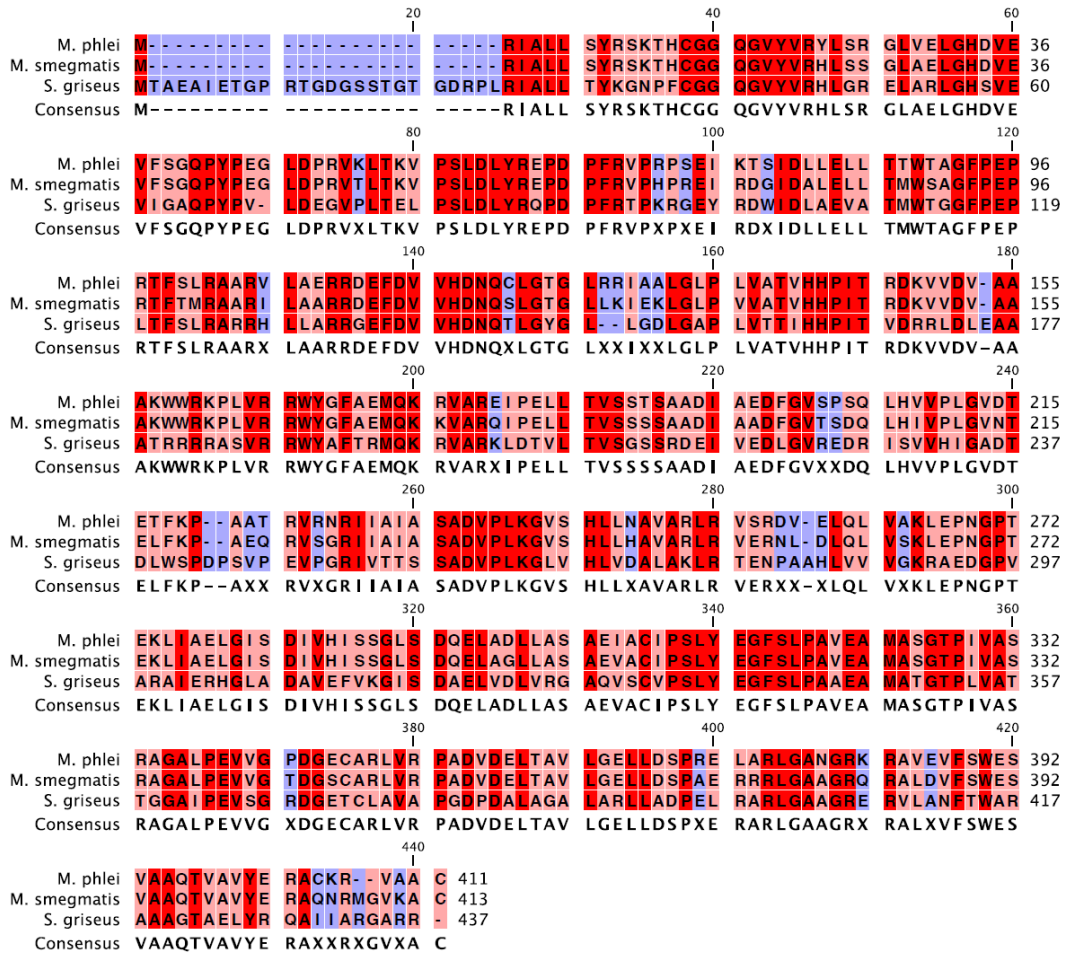 20 40 60
M. phlei M--------- ---------- -----RIALL SYRSKTHCGG QGVYVRYLSR GLVELGHDVE 36
M. smegmatis M--------- ---------- -----RIALL SYRSKTHCGG QGVYVRHLSS GLAELGHDVE 36
S. griseus MTAEAIETGP RTGDGSSTGT GDRPLRIALL TYKGNPFCGG QGVYVRHLSR ELARLGHSVE 60
Consensus M--------- ---------- -----RIALL SYRSKTHCGG QGVYVRHLSR GLAELGHDVE
80 100 120
M. phlei VFSGQPYPEG LDPRVKLTKV PSLDLYREPD PFRVPRPSEI KTSIDLLELL TTWTAGFPEP 96
M. smegmatis VFSGQPYPEG LDPRVTLTKV PSLDLYREPD PFRVPHPREI RDGIDALELL TMWSAGFPEP 96
S. griseus VIGAQPYPV- LDEGVPLTEL PSLDLYRQPD PFRTPKRGEY RDWIDLAEVA TMWTGGFPEP 119
Consensus VFSGQPYPEG LDPRVXLTKV PSLDLYREPD PFRVPXPXEI RDXIDLLELL TMWTAGFPEP
140 160 180
M. phlei RTFSLRAARV LAERRDEFDV VHDNQCLGTG LRRIAALGLP LVATVHHPIT RDKVVDV-AA 155
M. smegmatis RTFTMRAARI LAARRDEFDV VHDNQSLGTG LLKIEKLGLP VVATVHHPIT RDKVVDV-AA 155
S. griseus LTFSLRARRH LLARRGEFDV VHDNQTLGYG L--LGDLGAP LVTTIHHPIT VDRRLDLEAA 177
Consensus RTFSLRAARX LAARRDEFDV VHDNQXLGTG LXXIXXLGLP LVATVHHPIT RDKVVDV-AA
200 220 240
M. phlei AKWWRKPLVR RWYGFAEMQK RVAREIPELL TVSSTSAADI AEDFGVSPSQ LHVVPLGVDT 215
M. smegmatis AKWWRKPLVR RWYGFAEMQK KVARQIPELL TVSSSSAADI AADFGVTSDQ LHIVPLGVNT 215
S. griseus ATRRRRASVR RWYAFTRMQK RVARKLDTVL TVSGSSRDEI VEDLGVREDR ISVVHIGADT 237
Consensus AKWWRKPLVR RWYGFAEMQK RVARXIPELL TVSSSSAADI AEDFGVXXDQ LHVVPLGVDT
260 280 300
M. phlei ETFKP--AAT RVRNRIIAIA SADVPLKGVS HLLNAVARLR VSRDV-ELQL VAKLEPNGPT 272
M. smegmatis ELFKP--AEQ RVSGRIIAIA SADVPLKGVS HLLHAVARLR VERNL-DLQL VSKLEPNGPT 272
S. griseus DLWSPDPSVP EVPGRIVTTS SADVPLKGLV HLVDALAKLR TENPAAHLVV VGKRAEDGPV 297
Consensus ELFKP--AXX RVXGRIIAIA SADVPLKGVS HLLXAVARLR VERXX-XLQL VXKLEPNGPT
320 340 360
M. phlei EKLIAELGIS DIVHISSGLS DQELADLLAS AEIACIPSLY EGFSLPAVEA MASGTPIVAS 332
M. smegmatis EKLIAELGIS DIVHISSGLS DQELAGLLAS AEVACIPSLY EGFSLPAVEA MASGTPIVAS 332
S. griseus ARAIERHGLA DAVEFVKGIS DAELVDLVRG AQVSCVPSLY EGFSLPAAEA MATGTPLVAT 357
Consensus EKLIAELGIS DIVHISSGLS DQELADLLAS AEVACIPSLY EGFSLPAVEA MASGTPIVAS
380 400 420
M. phlei RAGALPEVVG PDGECARLVR PADVDELTAV LGELLDSPRE LARLGANGRK RAVEVFSWES 392
M. smegmatis RAGALPEVVG TDGSCARLVR PADVDELTAV LGELLDSPAE RRRLGAAGRQ RALDVFSWES 392
S. griseus TGGAIPEVSG RDGETCLAVA PGDPDALAGA LARLLADPEL RARLGAAGRE RVLANFTWAR 417
Consensus RAGALPEVVG XDGECARLVR PADVDELTAV LGELLDSPXE RARLGAAGRX RALXVFSWES
440
M. phlei VAAQTVAVYE RACKR--VAA C 411
M. smegmatis VAAQTVAVYE RAQNRMGVKA C 413
S. griseus AAAGTAELYR QAIIARGARR - 437
Consensus VAAQTVAVYE RAXXRXGVXA C